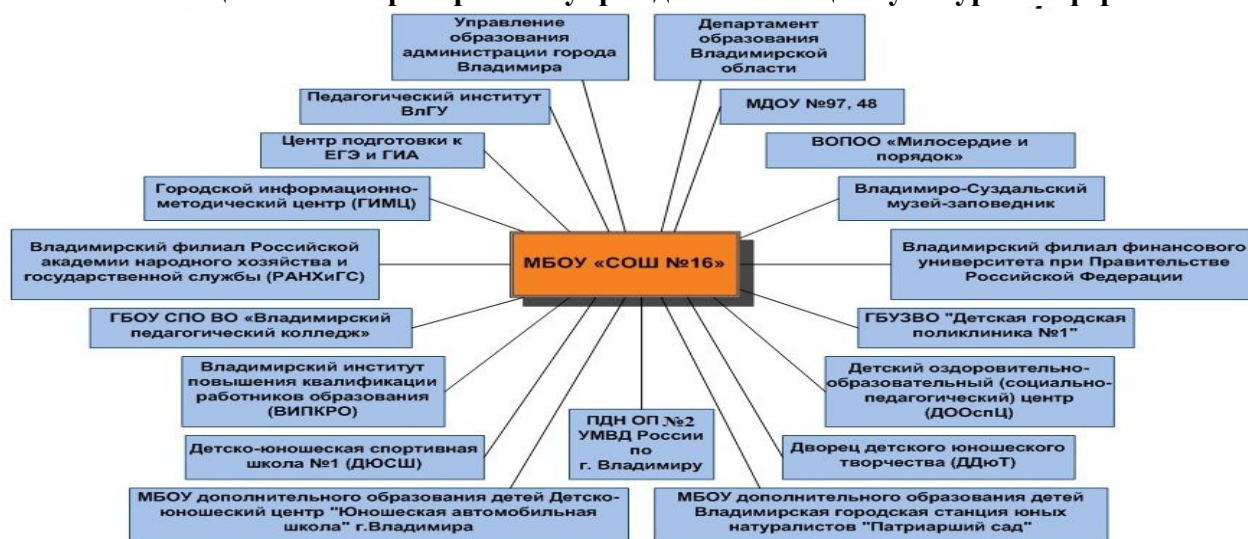 Управление
образования
администрации города
Владимира
Департамент
образования
Владимирской
области
Педагогический институт
ВлГУ
МДОУ №97, 48
Центр подготовки к
ЕГЭ и ГИА
ВОПОО «Милосердие и
порядок»
Городской информационно-
методический центр (ГИМЦ)
Владимиро-Суздальский
музей-заповедник
Владимирский филиал Российской
академии народного хозяйства и
государственной службы (РАНХиГС)
МБОУ «СОШ №16»
Владимирский филиал финансового
университета при Правительстве
Российской Федерации
ГБОУ СПО ВО «Владимирский
педагогический колледж»
ГБУЗВО "Детская городская
поликлиника №1"
Владимирский институт
повышения квалификации
работников образования
(ВИПКРО)
Детский оздоровительно-
образовательный (социально-
педагогический) центр
(ДООспЦ)
ПДН ОП №2
УМВД России
по
г. Владимиру
Детско-юношеская спортивная
школа №1 (ДЮСШ)
Дворец детского юношеского
творчества (ДДюТ)
МБОУ дополнительного образования детей Детско-
юношеский центр "Юношеская автомобильная
школа" г.Владимира
МБОУ дополнительного образования детей
Владимирская городская станция юных
натуралистов "Патриарший сад"